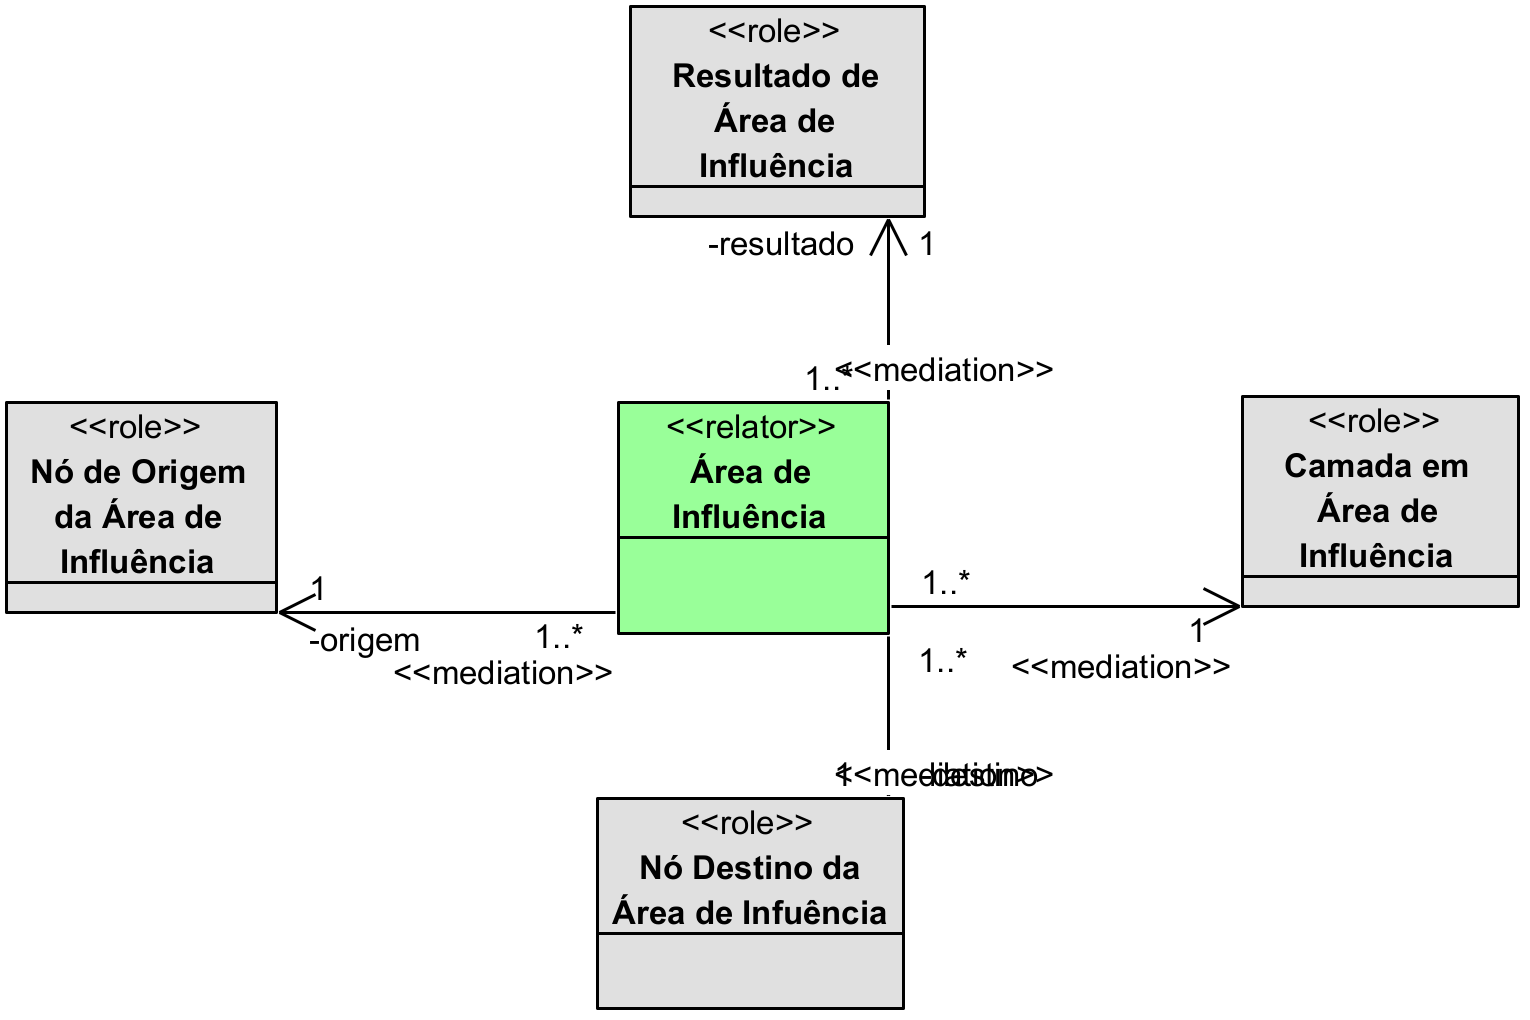 <<role>>
Resultado de
Área de
Influência
-resultado
1
1..*
<<mediation>>
<<role>>
Nó de Origem
da Área de
Influência
<<relator>>
Área de
Influência
<<role>>
Camada em
Área de
Influência
1
-origem
1..*
<<mediation>>
1..*
1
<<mediation>>
1..*
1
<<mediation>>
-destino
<<role>>
Nó Destino da
Área de Infuência